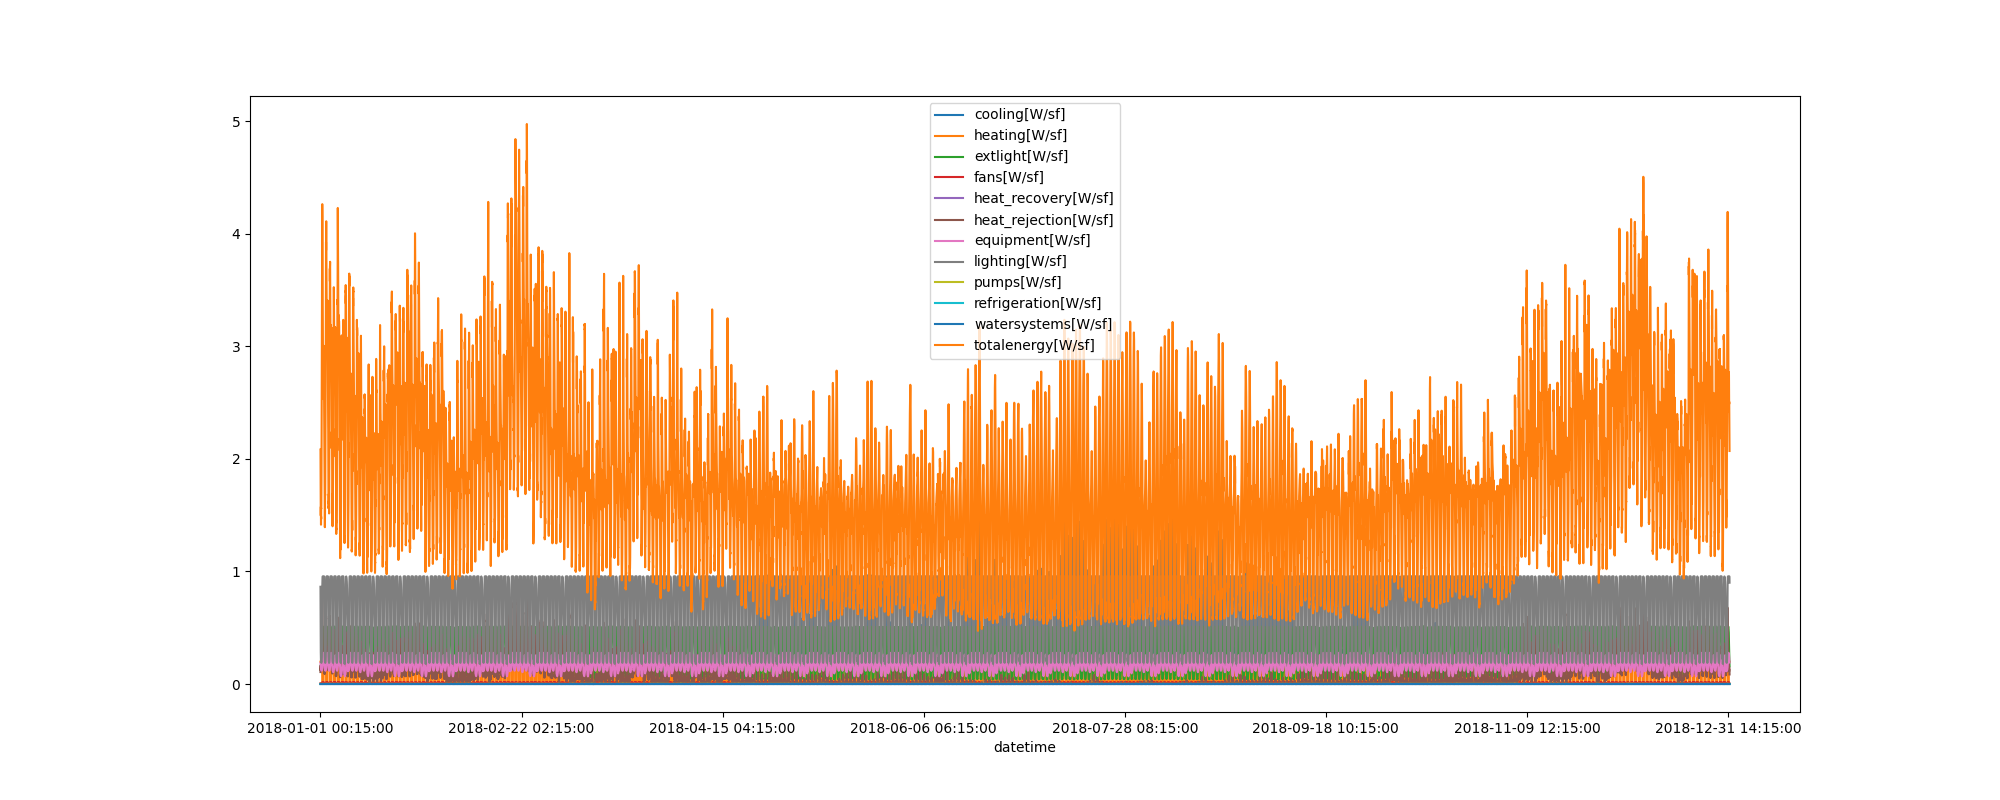 5
4
3
2
1
0
cooling[W/sf]
heating[W/sf]
extlight[W/sf]
fans[W/sf]
heat_recovery[W/sf]
heat_rejection[W/sf]
equipment[W/sf]
lighting[W/sf]
pumps[W/sf]
refrigeration[W/sf]
watersystems[W/sf]
totalenergy[W/sf]
2018-01-01 00:15:00 2018-02-22 02:15:00 2018-04-15 04:15:00 2018-06-06 06:15:00 2018-07-28 08:15:00 2018-09-18 10:15:00 2018-11-09 12:15:00 2018-12-31 14:15:00
datetime